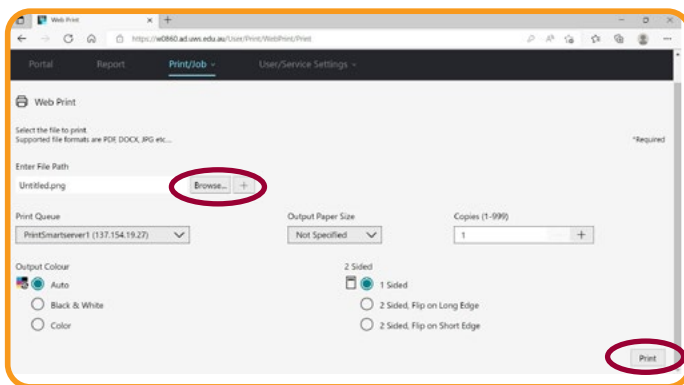 Web Print
https://w0860.ad.uws.edu.au/User/Print/WebPrint/Print
Portal Report Print/Job User/Service Settings
Web Print
Select the file to print.
Supported file formats are PDF, DOCX, JPG etc...
*Required
Enter File Path
Untitled.png Browse... +
Print Queue Output Paper Size Copies (1-999)
PrintSmartserver1 (137.154.19.27) Not Specified 1 +
Output Colour 2 Sided
Auto 1 Sided
Black & White 2 Sided, Flip on Long Edge
Color 2 Sided, Flip on Short Edge
Print